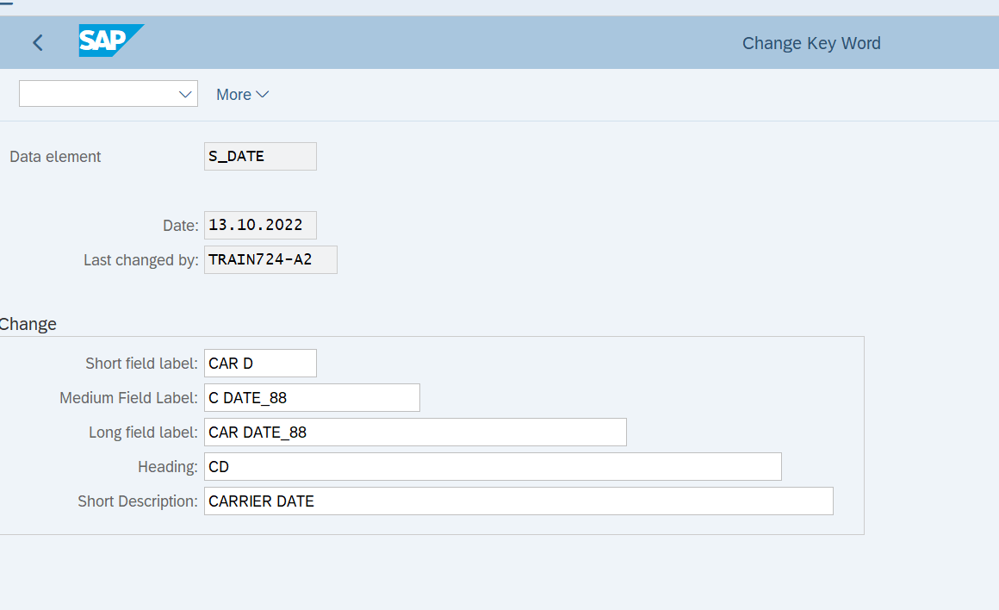 SAP
Change Key Word
More
Data element S_DATE
Date: 13.10.2022
Last changed by: TRAIN724-A2
Change
Short field label: CAR D
Medium Field Label: C DATE_88
Long field label: CAR DATE_88
Heading: CD
Short Description: CARRIER DATE